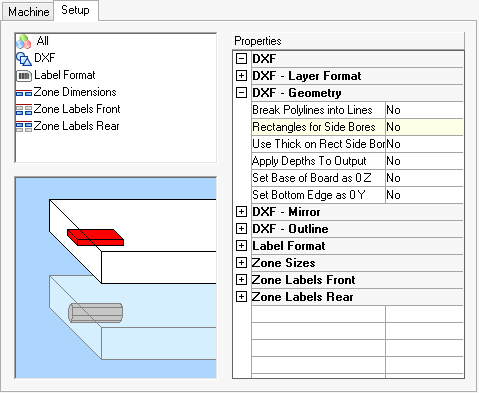 Machine Setup
All
DXF
Label Format
Zone Dimensions
Zone Labels Front
Zone Labels Rear
Properties
DXF
DXF - Layer Format
DXF - Geometry
Break Polylines into Lines No
Rectangles for Side Bores No
Use Thick on Rect Side Bor No
Apply Depths To Output No
Set Base of Board as 0 Z No
Set Bottom Edge as 0 Y No
DXF - Mirror
DXF - Outline
Label Format
Zone Sizes
Zone Labels Front
Zone Labels Rear